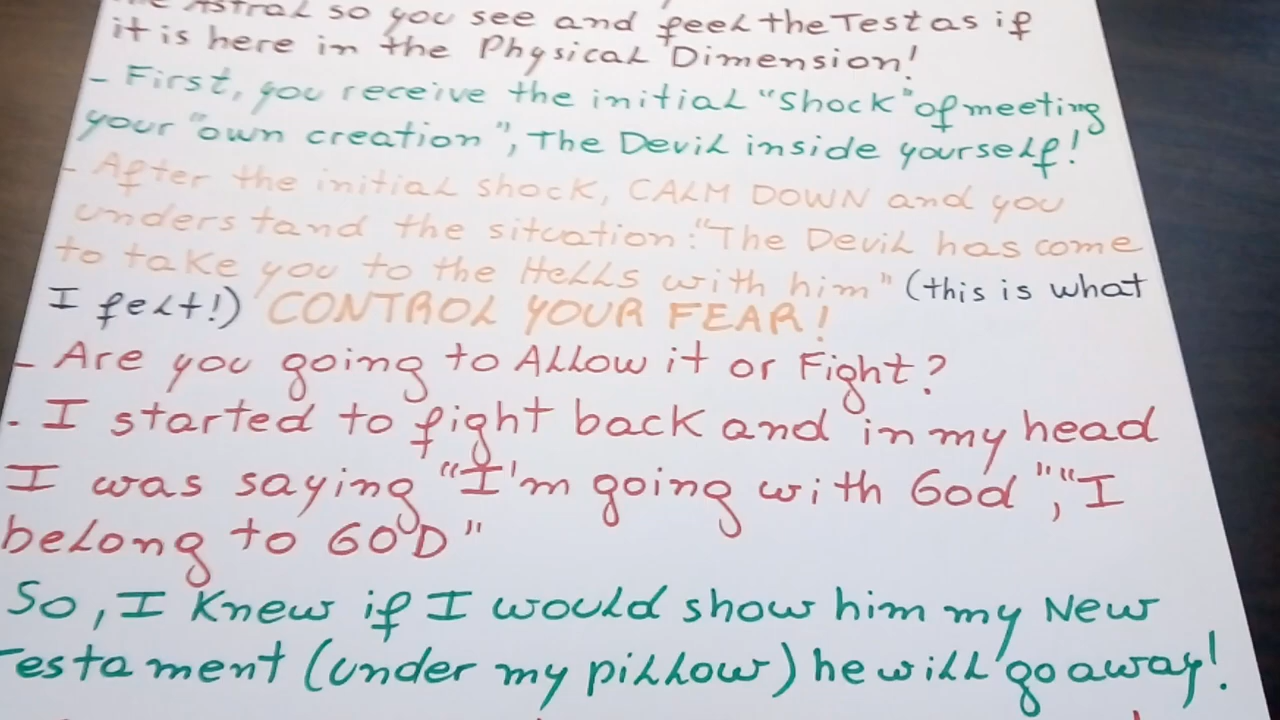 Astral so you see and feel the Test as if
it is here in the Physical Dimension!
- First, you receive the initial "Shock" of meeting
your "own creation", The Devil inside yourself!
- After the initial shock, CALM DOWN and you
understand the situation: "The Devil has come
to take you to the Hells with him" (this is what
I felt!) CONTROL YOUR FEAR!
- Are you going to Allow it or Fight?
- I started to fight back and in my head
I was saying "I'm going with God", "I
belong to GOD"
So, I Knew if I would show him my New
Testament (under my pillow) he will go away!